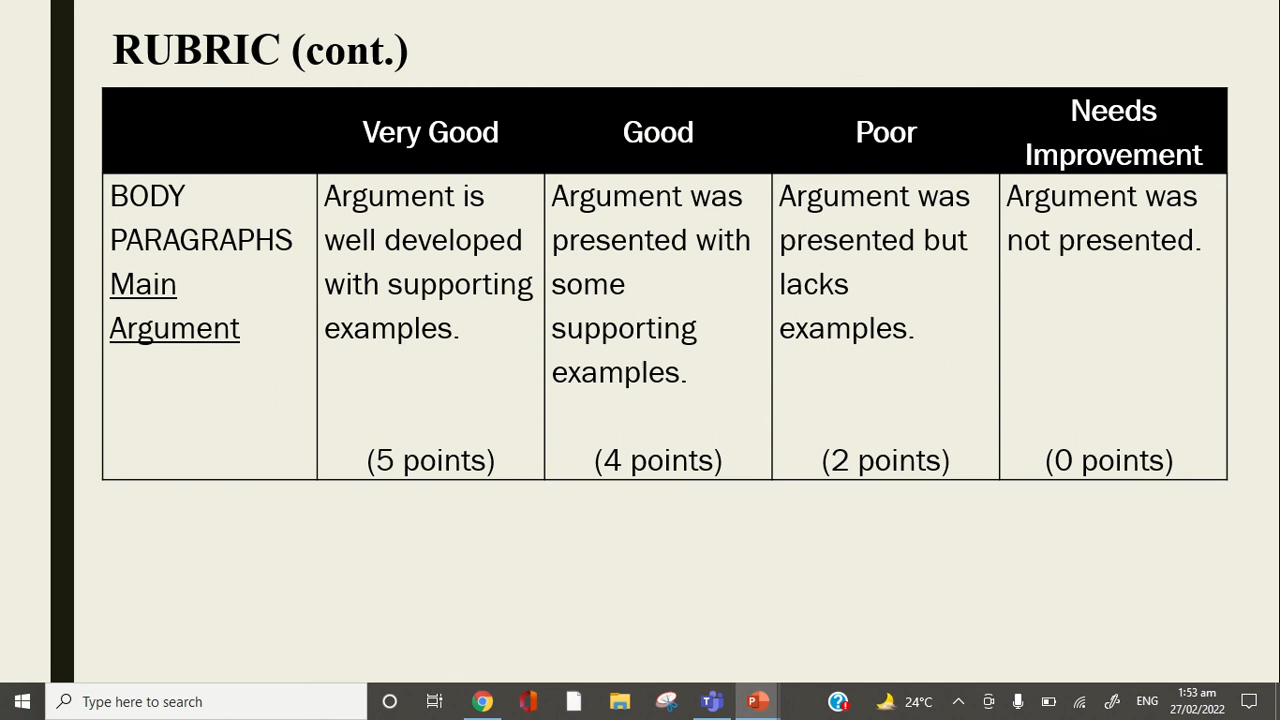 RUBRIC (cont.)
Very Good
Good
Poor
Needs
Improvement
BODY
PARAGRAPHS
Main
Argument
Argument is
well developed
with supporting
examples.
(5 points)
Argument was
presented with
some
supporting
examples.
(4 points)
Argument was
presented but
lacks
examples.
(2 points)
Argument was
not presented.
(0 points)
Type here to search
24°C
ENG
1:53 am
27/02/2022